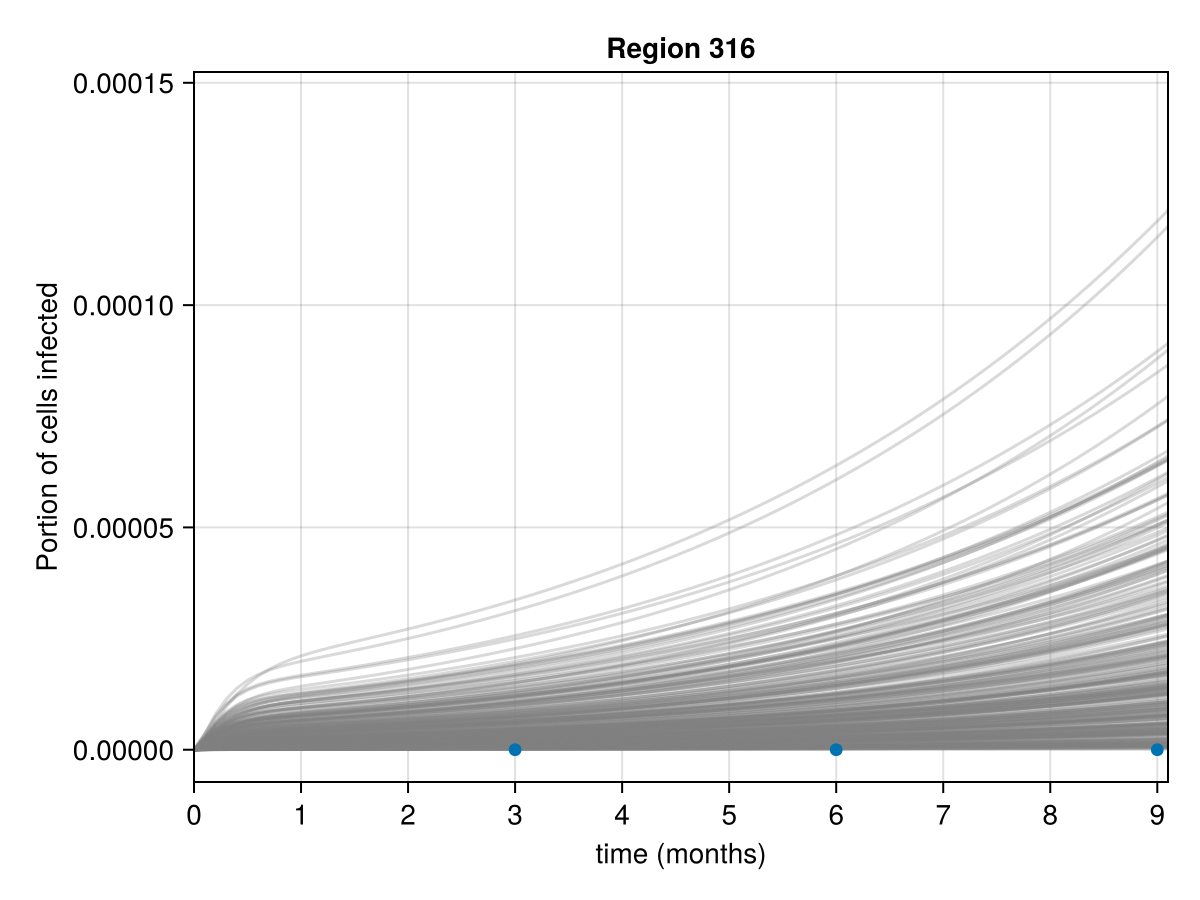 Region 316
0.00015
0.00010
0.00005
0.00000
Portion of cells infected
0 1 2 3 4 5 6 7 8 9
time (months)